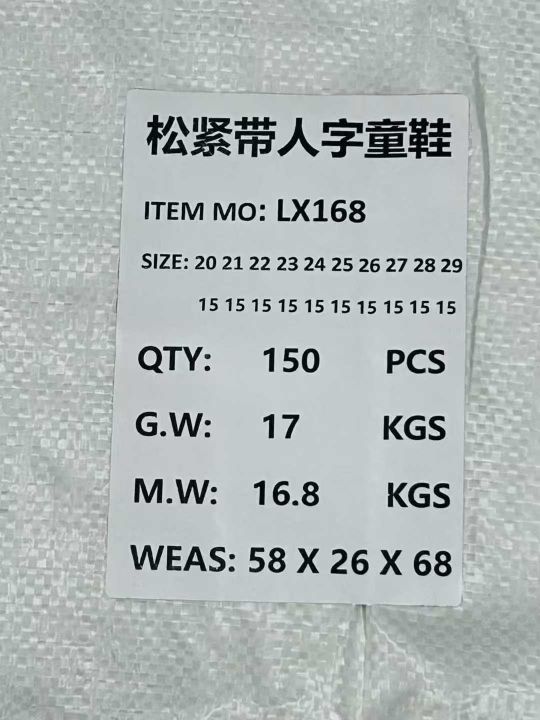 松紧带人字童鞋
ITEM MO: LX168
SIZE: 20 21 22 23 24 25 26 27 28 29
15 15 15 15 15 15 15 15 15 15
QTY: 150 PCS
G.W: 17 KGS
M.W: 16.8 KGS
WEAS: 58 X 26 X 68